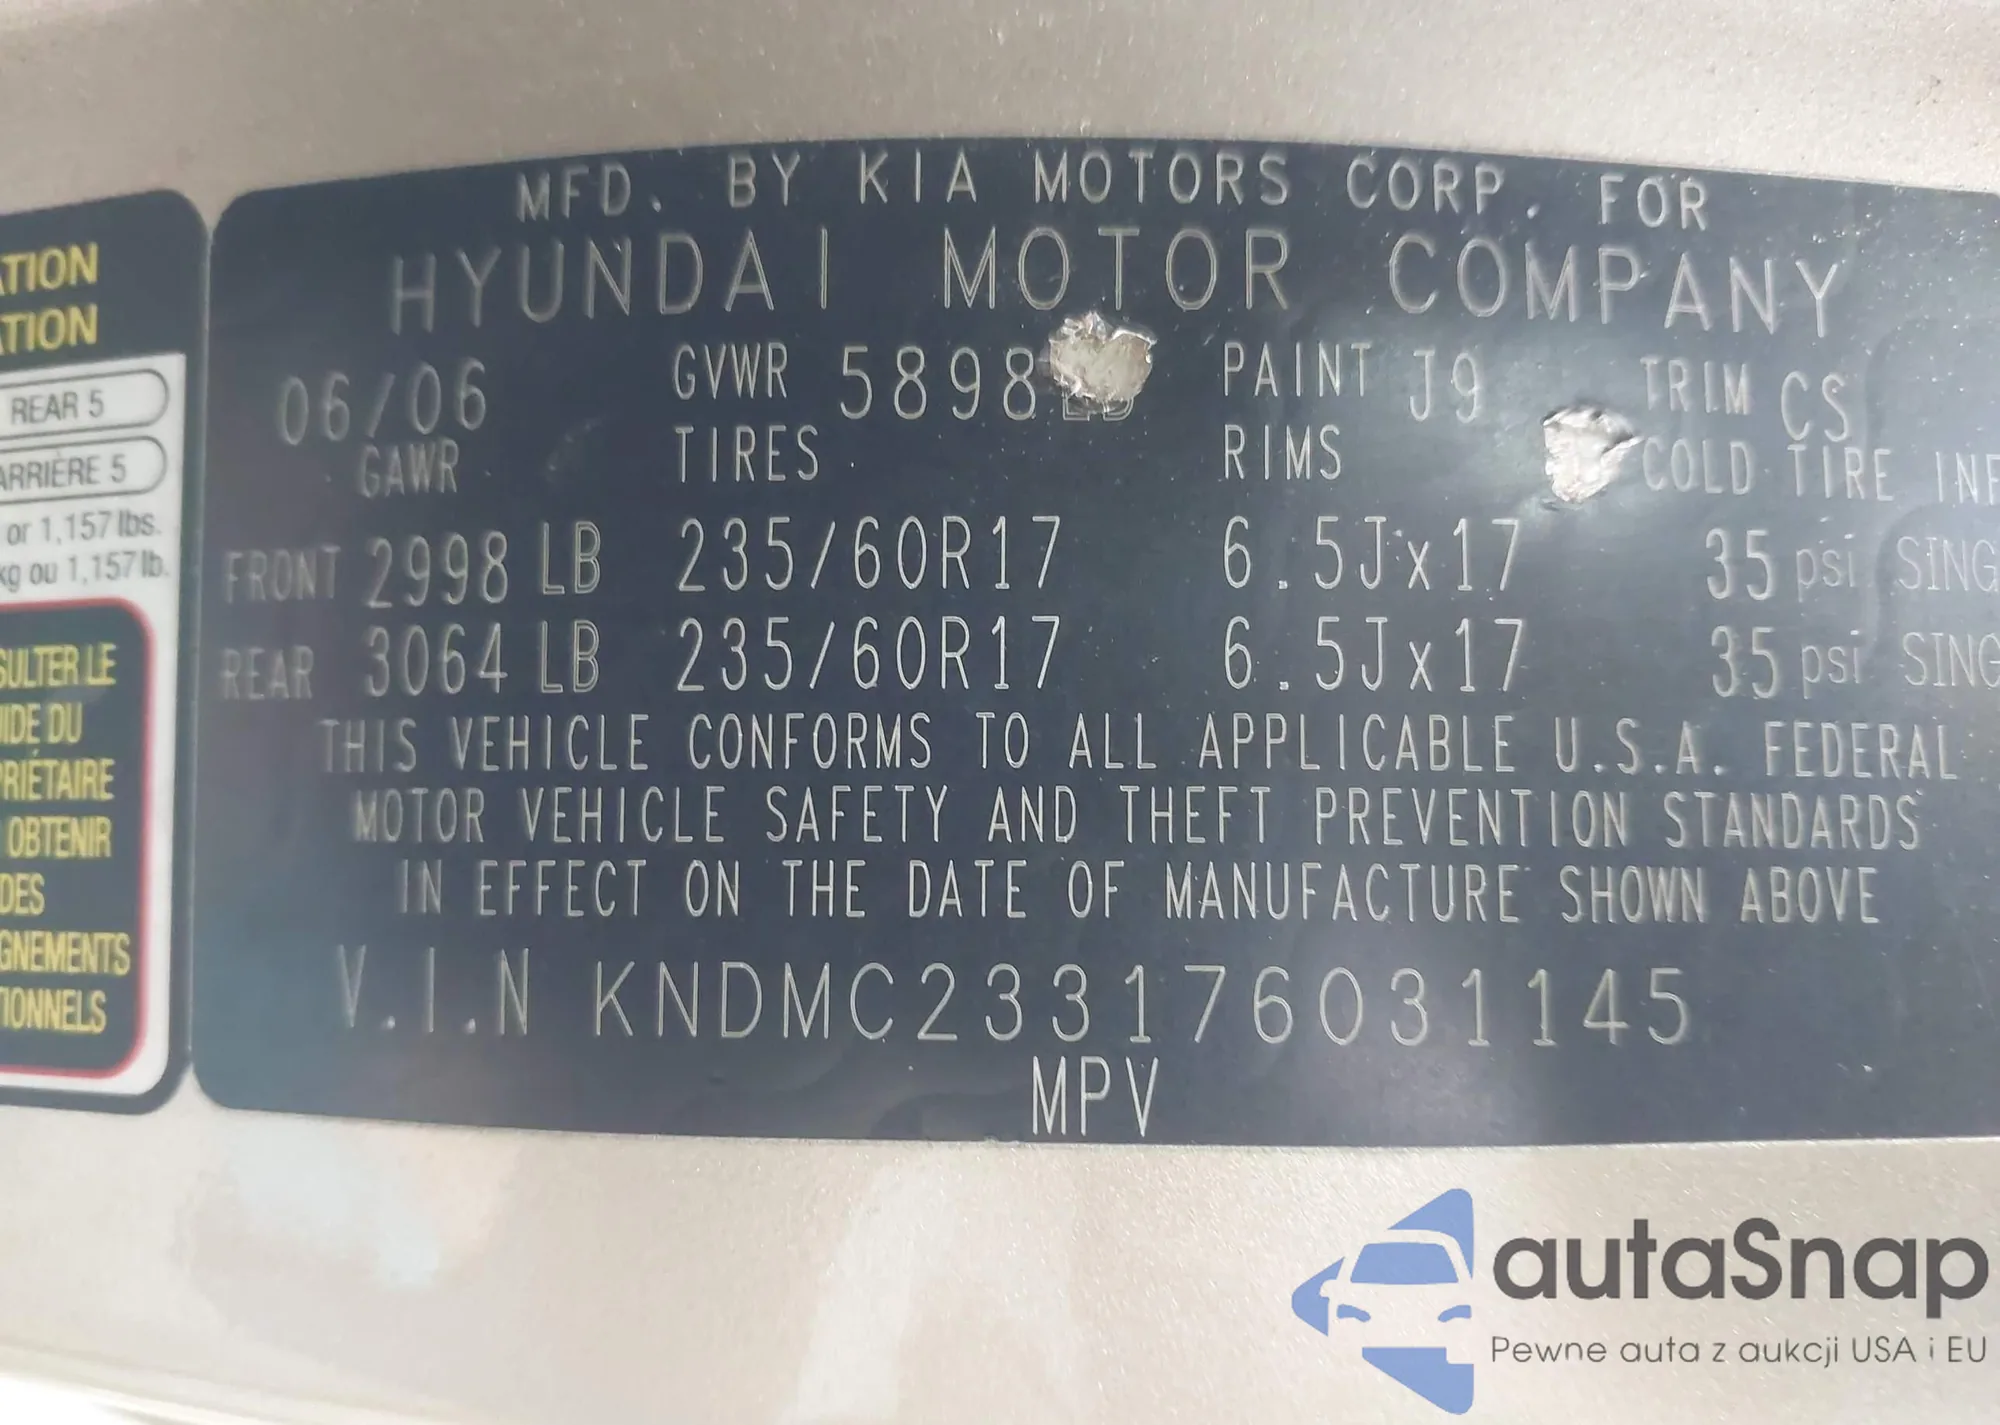 ATION
ATION
REAR 5
ARRIÈRE 5
or 1,157 lbs.
kg ou 1,157 lb.
SULTER LE
IDE DU
PRIÉTAIRE
OBTENIR
DES
GNEMENTS
TIONNELS
MFD. BY KIA MOTORS CORP. FOR
HYUNDAI MOTOR COMPANY
06/06 GVWR 5898 LB PAINT J9 TRIM CS
GAWR TIRES RIMS COLD TIRE INF
FRONT 2998 LB 235/60R17 6.5Jx17 35 psi SING
REAR 3064 LB 235/60R17 6.5Jx17 35 psi SING
THIS VEHICLE CONFORMS TO ALL APPLICABLE U.S.A. FEDERAL
MOTOR VEHICLE SAFETY AND THEFT PREVENTION STANDARDS
IN EFFECT ON THE DATE OF MANUFACTURE SHOWN ABOVE
V.I.N KNDMC233176031145
MPV
autaSnap
Pewne auta z aukcji USA i EU